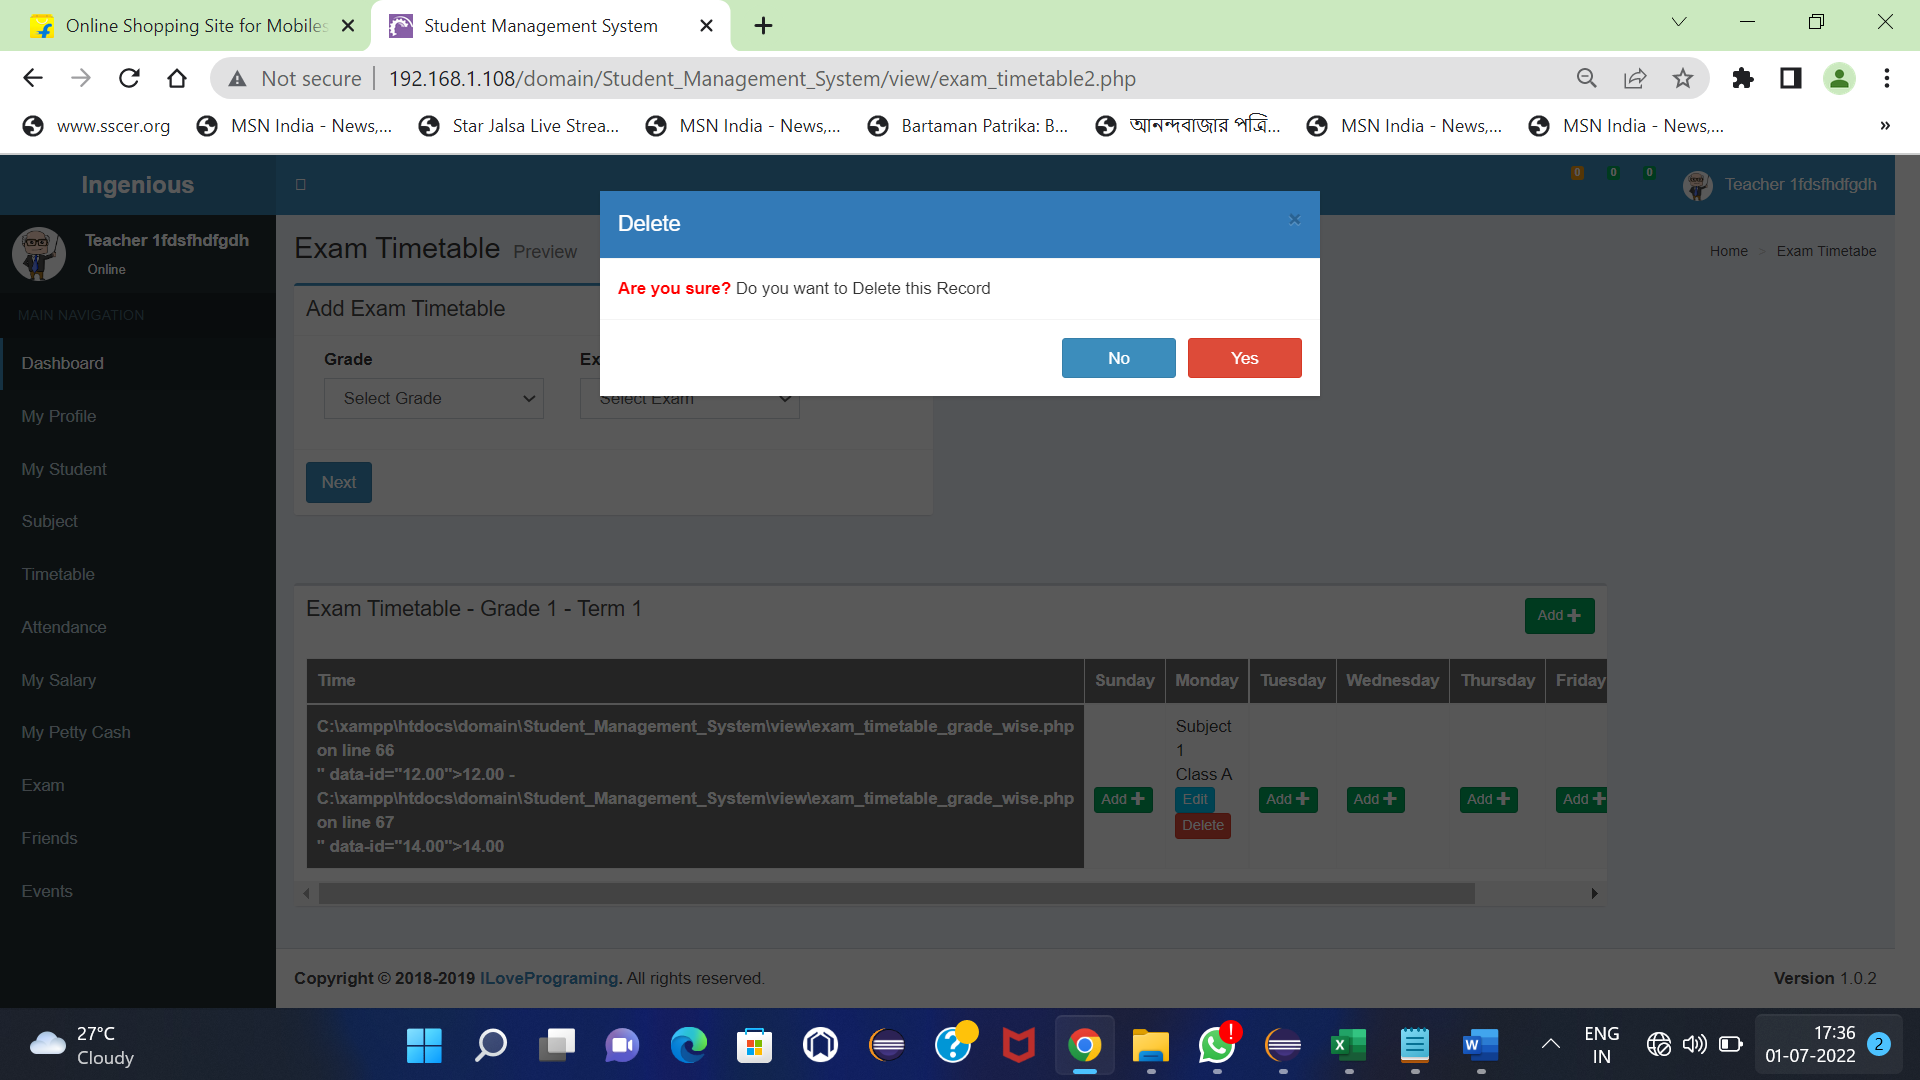 Online Shopping Site for Mobiles
Student Management System
Not secure
192.168.1.108/domain/Student_Management_System/view/exam_timetable2.php
www.sscer.org
MSN India - News,...
Star Jalsa Live Strea...
MSN India - News,...
Bartaman Patrika: B...
আনন্দবাজার পত্রি...
MSN India - News,...
MSN India - News,...
»
Ingenious
0
0
0
Teacher 1fdsfhdfgdh
Teacher 1fdsfhdfgdh
Online
MAIN NAVIGATION
Dashboard
My Profile
My Student
Subject
Timetable
Attendance
My Salary
My Petty Cash
Exam
Friends
Events
Exam Timetable Preview
Home > Exam Timetabe
Delete
×
Are you sure? Do you want to Delete this Record
No
Yes
Add Exam Timetable
Grade
Ex
Select Grade
Select Exam
Next
Exam Timetable - Grade 1 - Term 1
Add
Time
Sunday
Monday
Tuesday
Wednesday
Thursday
Friday
C:\xampp\htdocs\domain\Student_Management_System\view\exam_timetable_grade_wise.php
on line 66
" data-id="12.00">12.00 -
C:\xampp\htdocs\domain\Student_Management_System\view\exam_timetable_grade_wise.php
on line 67
" data-id="14.00">14.00
Add
Subject
1
Class A
Edit
Delete
Add
Add
Add
Add
Copyright © 2018-2019 ILovePrograming. All rights reserved.
Version 1.0.2
27°C
Cloudy
ENG
IN
17:36
01-07-2022
2